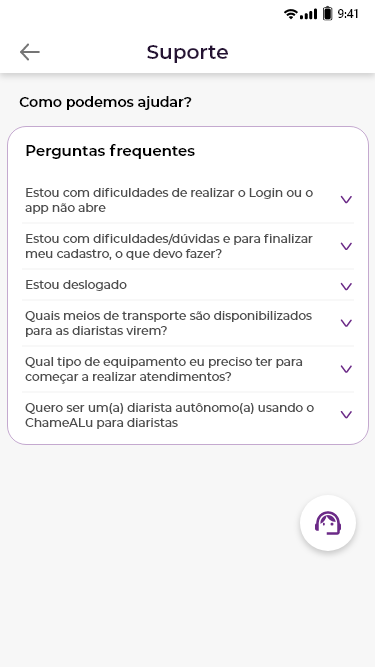 9:41
Suporte
Como podemos ajudar?
Perguntas frequentes
Estou com dificuldades de realizar o Login ou o
app não abre
Estou com dificuldades/dúvidas e para finalizar
meu cadastro, o que devo fazer?
Estou deslogado
Quais meios de transporte são disponibilizados
para as diaristas virem?
Qual tipo de equipamento eu preciso ter para
começar a realizar atendimentos?
Quero ser um(a) diarista autônomo(a) usando o
ChameALu para diaristas